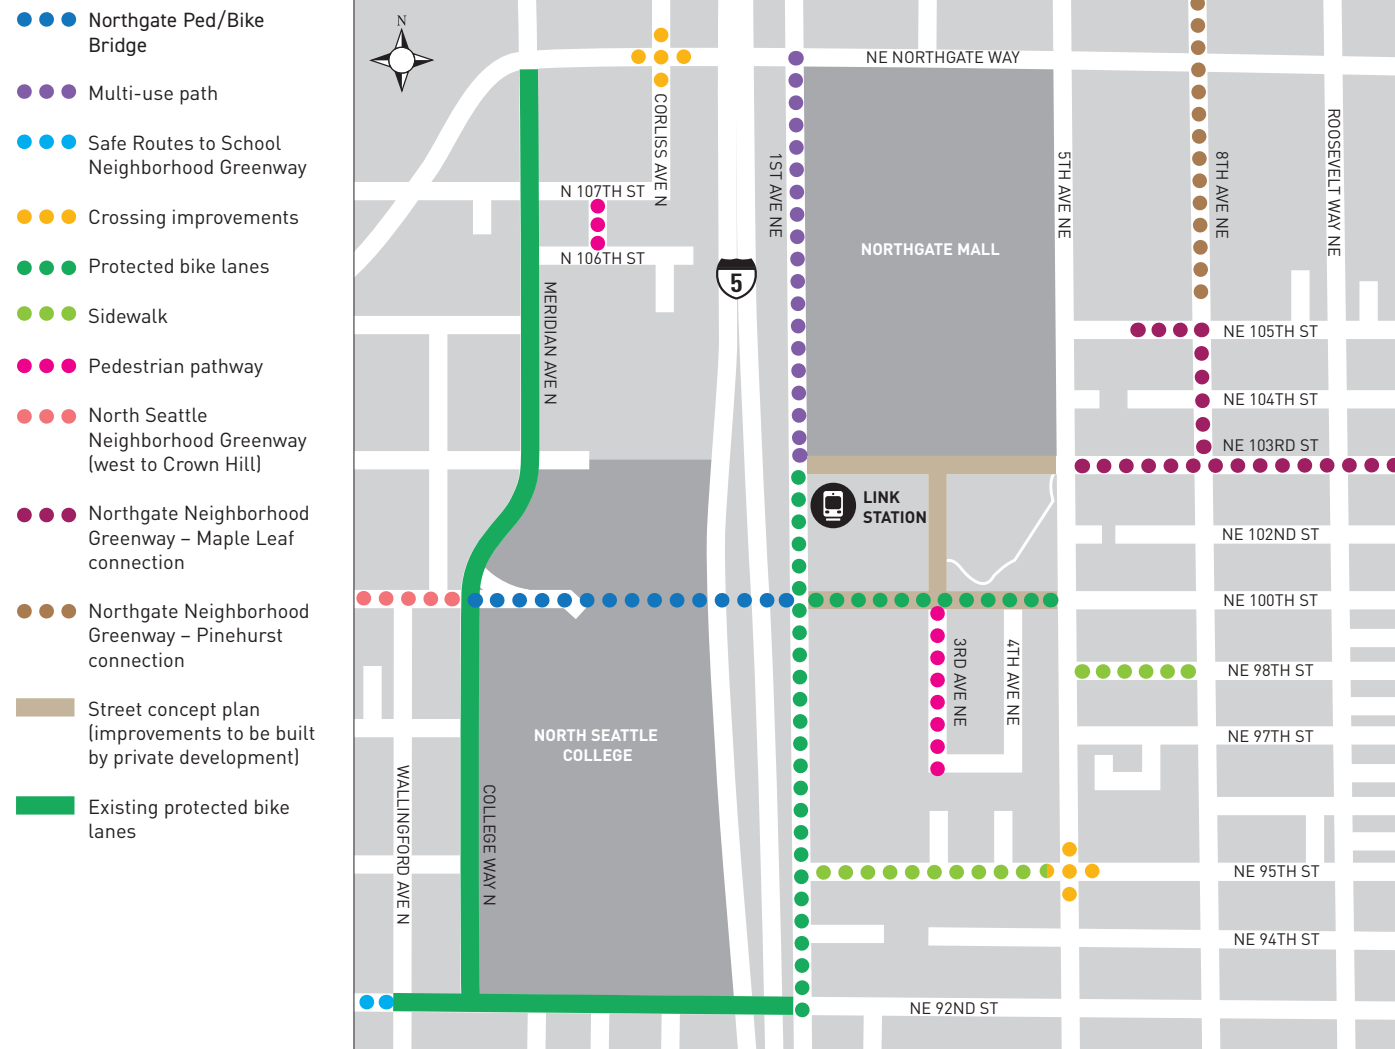 Northgate Ped/Bike
Bridge
Multi-use path
Safe Routes to School
Neighborhood Greenway
Crossing improvements
Protected bike lanes
Sidewalk
Pedestrian pathway
North Seattle
Neighborhood Greenway
(west to Crown Hill)
Northgate Neighborhood
Greenway – Maple Leaf
connection
Northgate Neighborhood
Greenway – Pinehurst
connection
Street concept plan
(improvements to be built
by private development)
Existing protected bike
lanes
N
NE NORTHGATE WAY
CORLISS AVE N
1ST AVE NE
5TH AVE NE
8TH AVE NE
ROOSEVELT WAY NE
N 107TH ST
N 106TH ST
NORTHGATE MALL
5
MERIDIAN AVE N
NE 105TH ST
NE 104TH ST
NE 103RD ST
LINK
STATION
NE 102ND ST
NE 100TH ST
3RD AVE NE
4TH AVE NE
NE 98TH ST
NORTH SEATTLE
COLLEGE
NE 97TH ST
WALLINGFORD AVE N
COLLEGE WAY N
NE 95TH ST
NE 94TH ST
NE 92ND ST